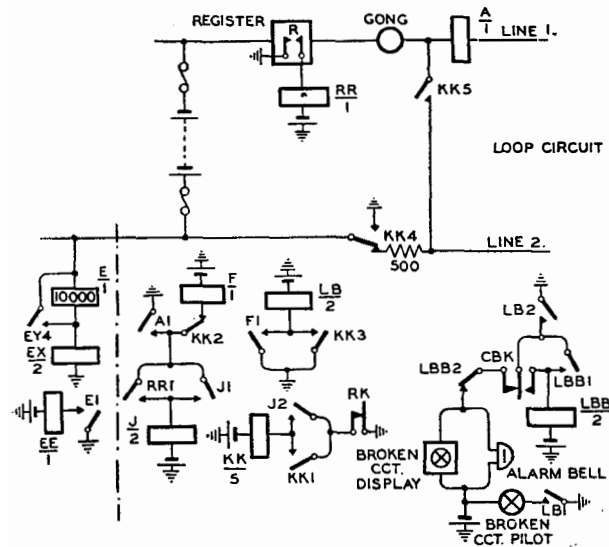 REGISTER
GONG
A
1
LINE 1.
R
RR
1
KK5
LOOP CIRCUIT
KK4
500
LINE 2.
E
1
10000
EY4
EX
2
E1
EE
1
F
1
A1
KK2
RR1
J1
J
2
LB
2
F1
KK3
J2
RK
KK
5
KK1
LB2
LBB2
CBK
LBB1
LBB
2
BROKEN
CCT.
DISPLAY
ALARM BELL
LB1
BROKEN
CCT. PILOT